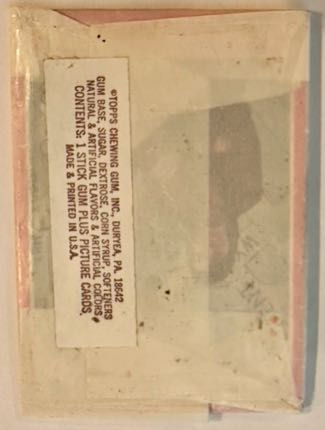 ©TOPPS CHEWING GUM, INC., DURYEA, PA. 18642
GUM BASE, SUGAR, DEXTROSE, CORN SYRUP, SOFTENERS
NATURAL & ARTIFICIAL FLAVORS & ARTIFICIAL COLORS
CONTENTS: 1 STICK GUM PLUS PICTURE CARDS.
MADE & PRINTED IN U.S.A.